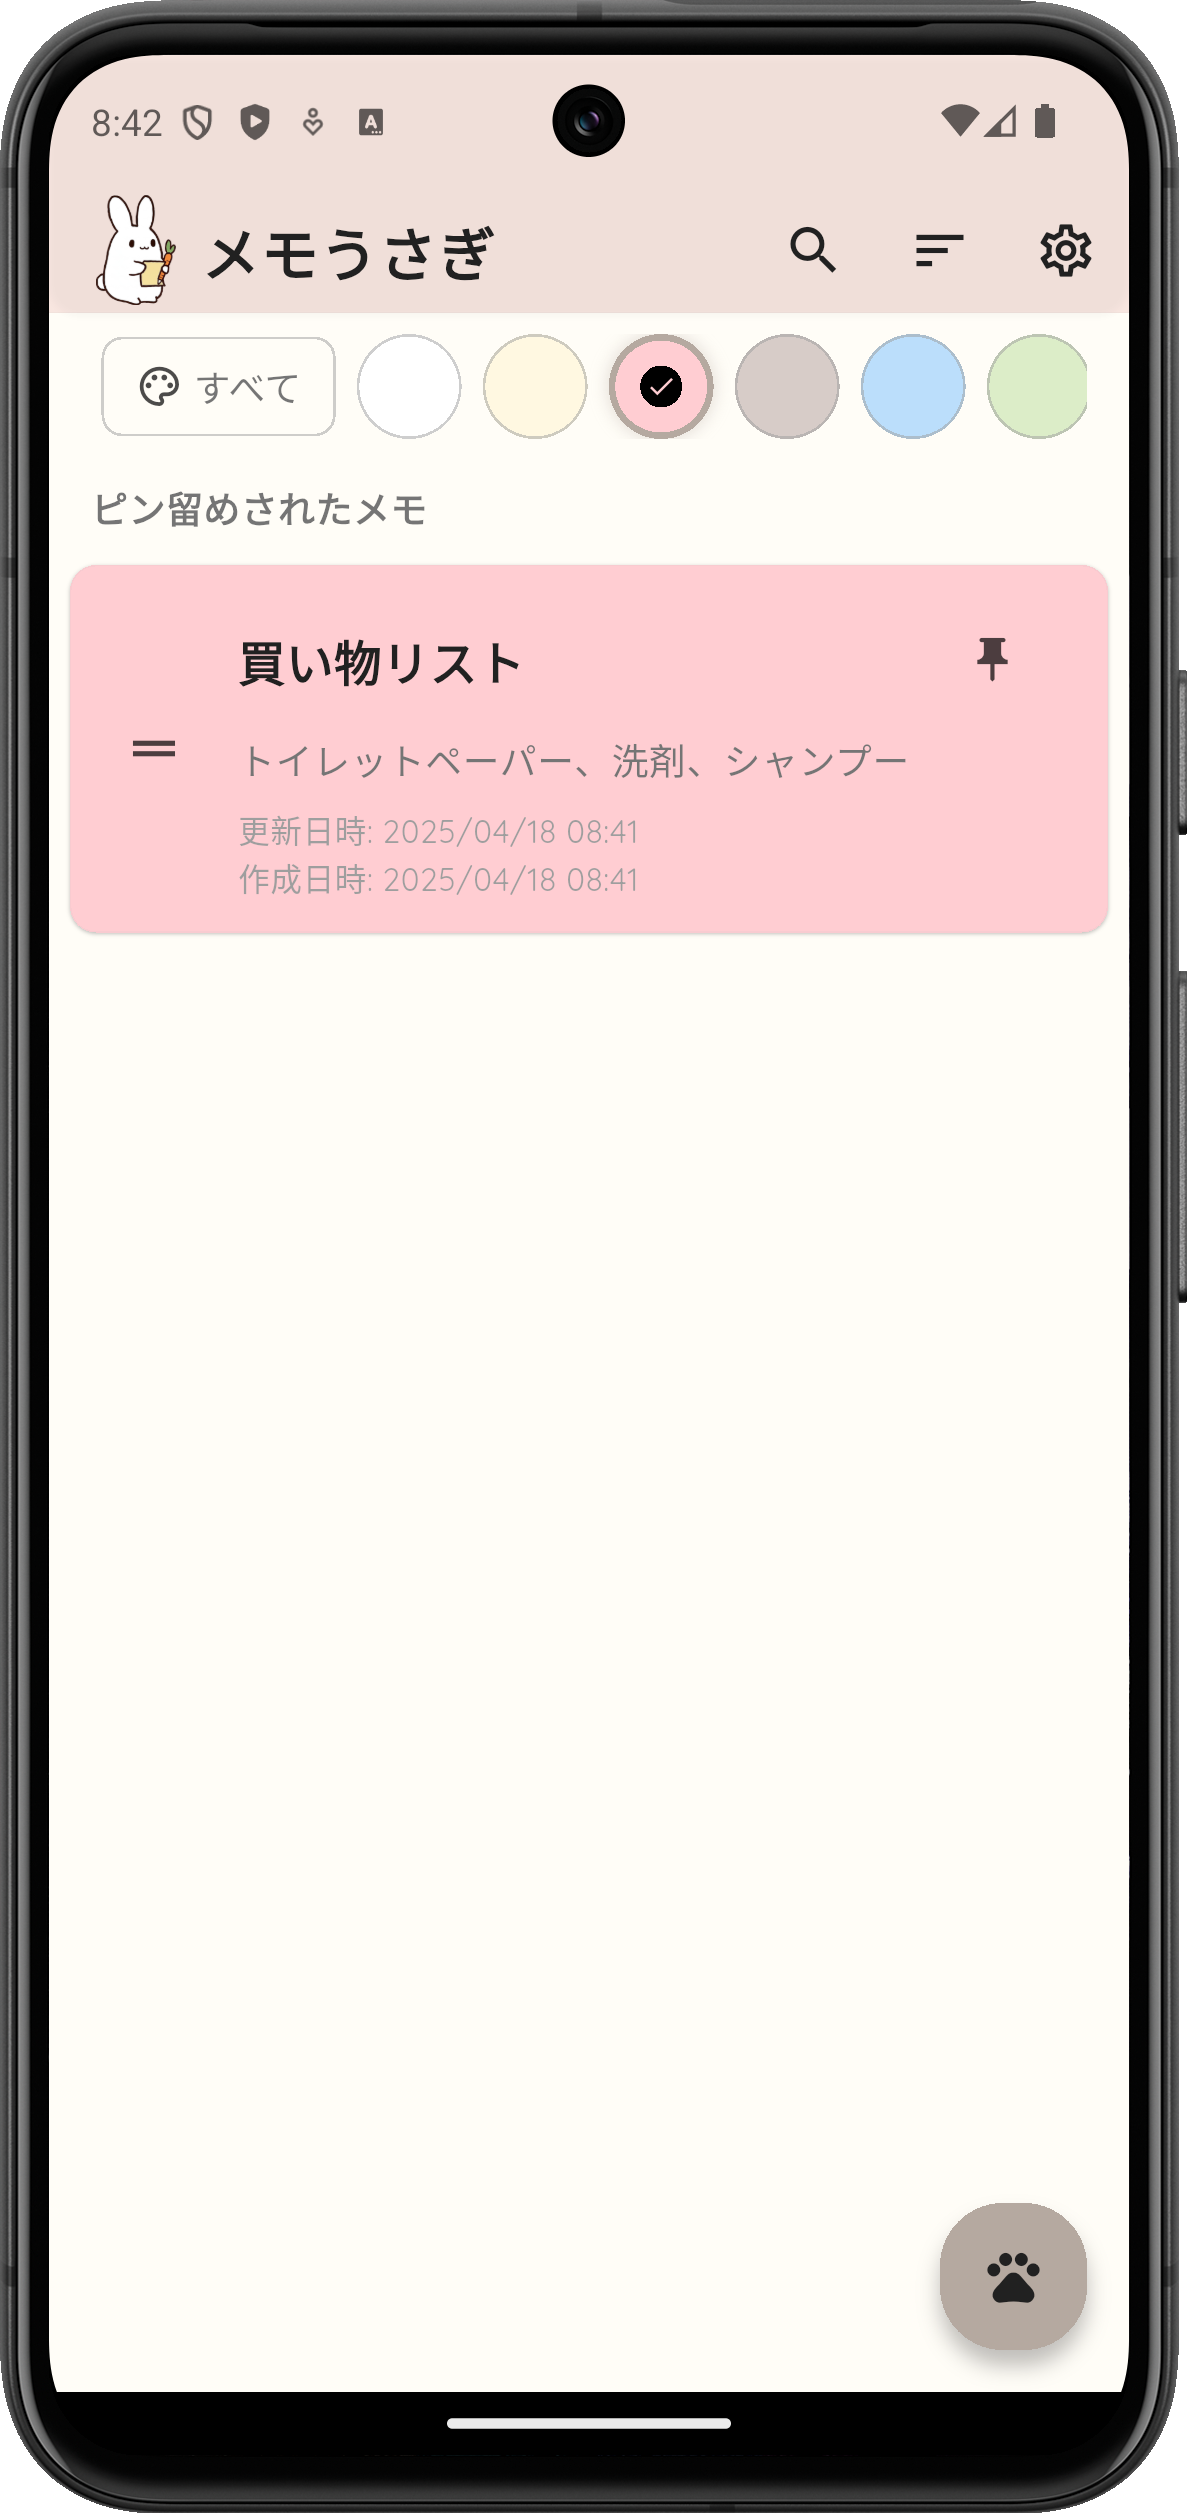 8:42
メモうさぎ
すべて
ピン留めされたメモ
買い物リスト
トイレットペーパー、洗剤、シャンプー
更新日時: 2025/04/18 08:41
作成日時: 2025/04/18 08:41